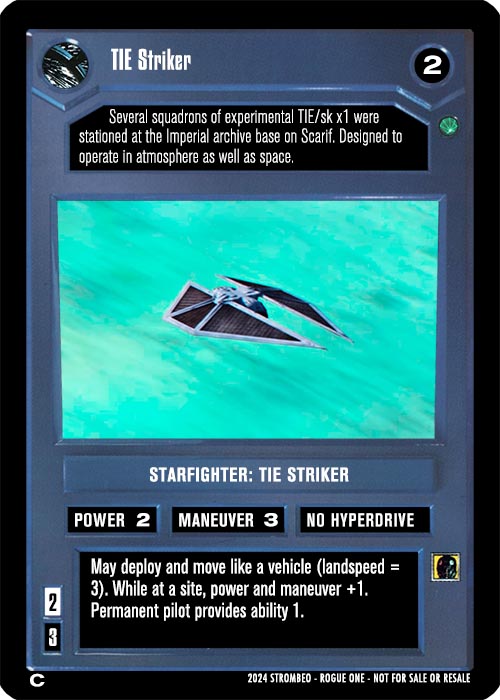 TIE Striker
2
Several squadrons of experimental TIE/sk x1 were
stationed at the Imperial archive base on Scarif. Designed to
operate in atmosphere as well as space.
STARFIGHTER: TIE STRIKER
POWER 2
MANEUVER 3
NO HYPERDRIVE
May deploy and move like a vehicle (landspeed =
3). While at a site, power and maneuver +1.
Permanent pilot provides ability 1.
2
3
C
2024 STROMBEO - ROGUE ONE - NOT FOR SALE OR RESALE